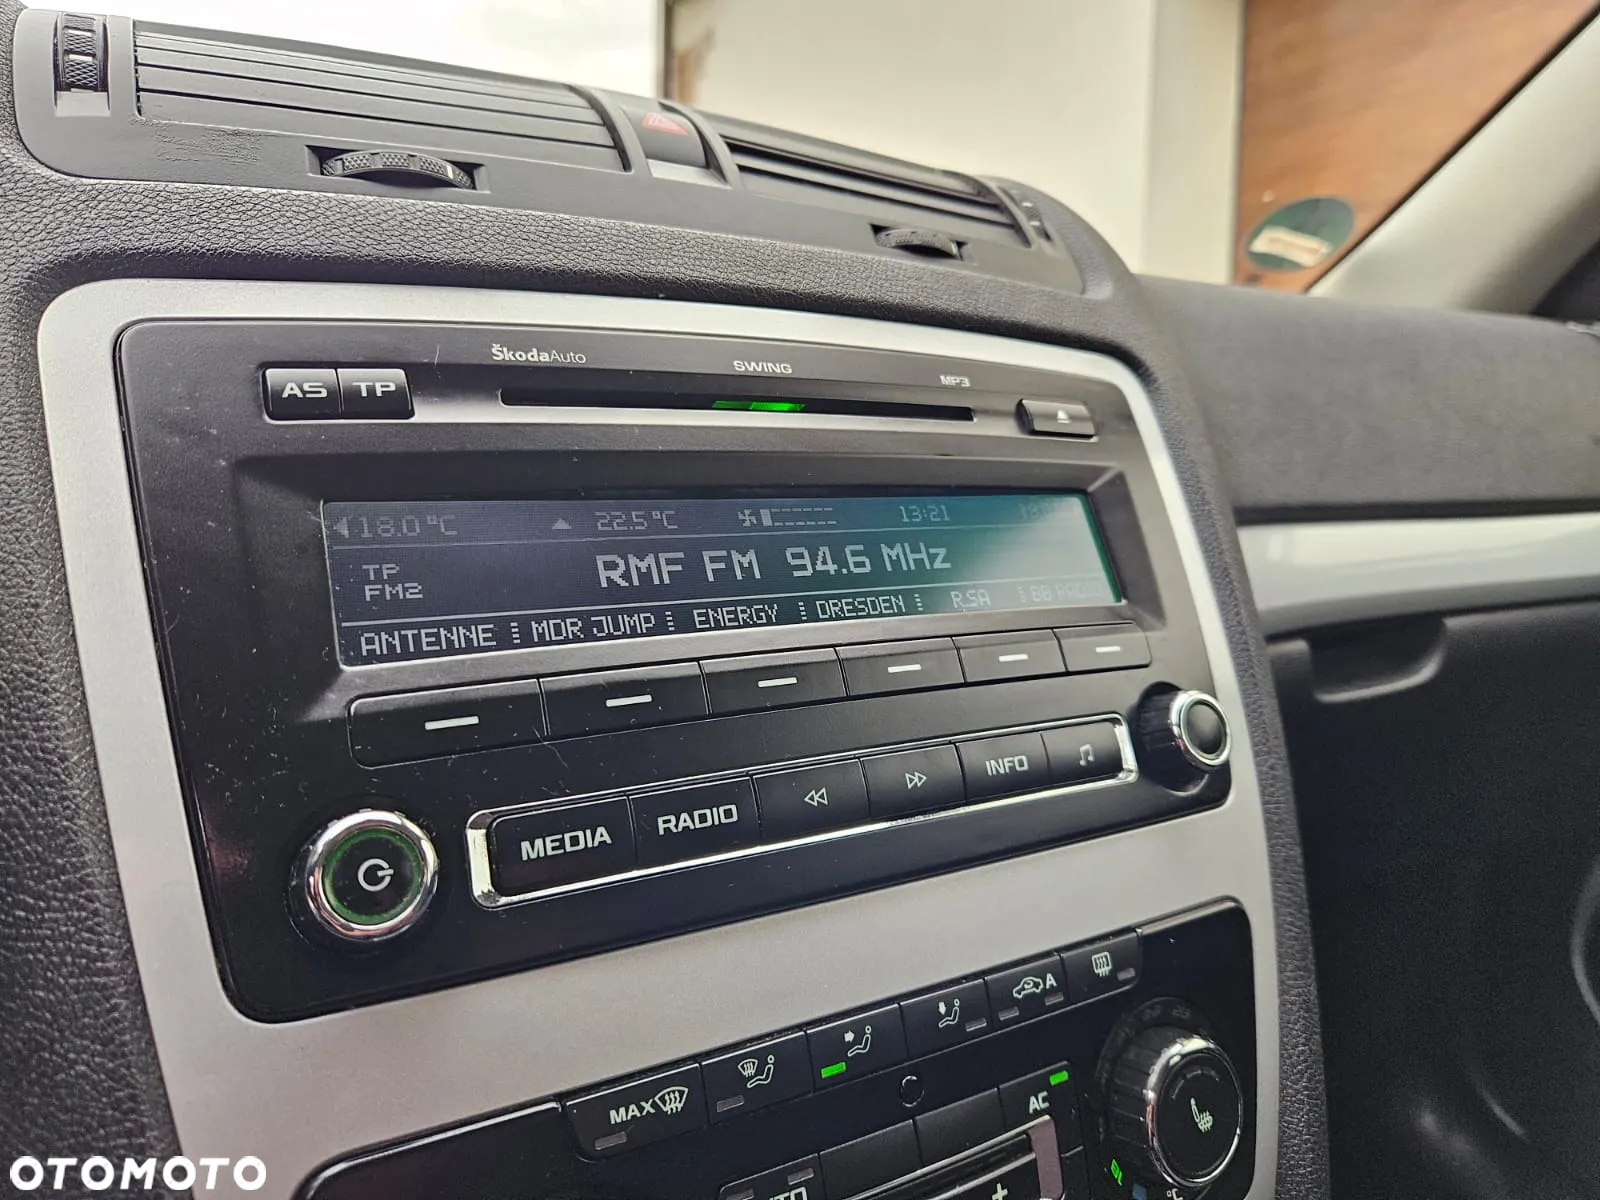 ŠkodaAuto
SWING
MP3
AS TP
18.0°C 22.5°C 13:21
TP
RMF FM 94.6 MHz
FM2
ANTENNE MDR JUMP ENERGY DRESDEN RSA
MEDIA RADIO INFO
A
MAX
AC
°C
OTOMOTO